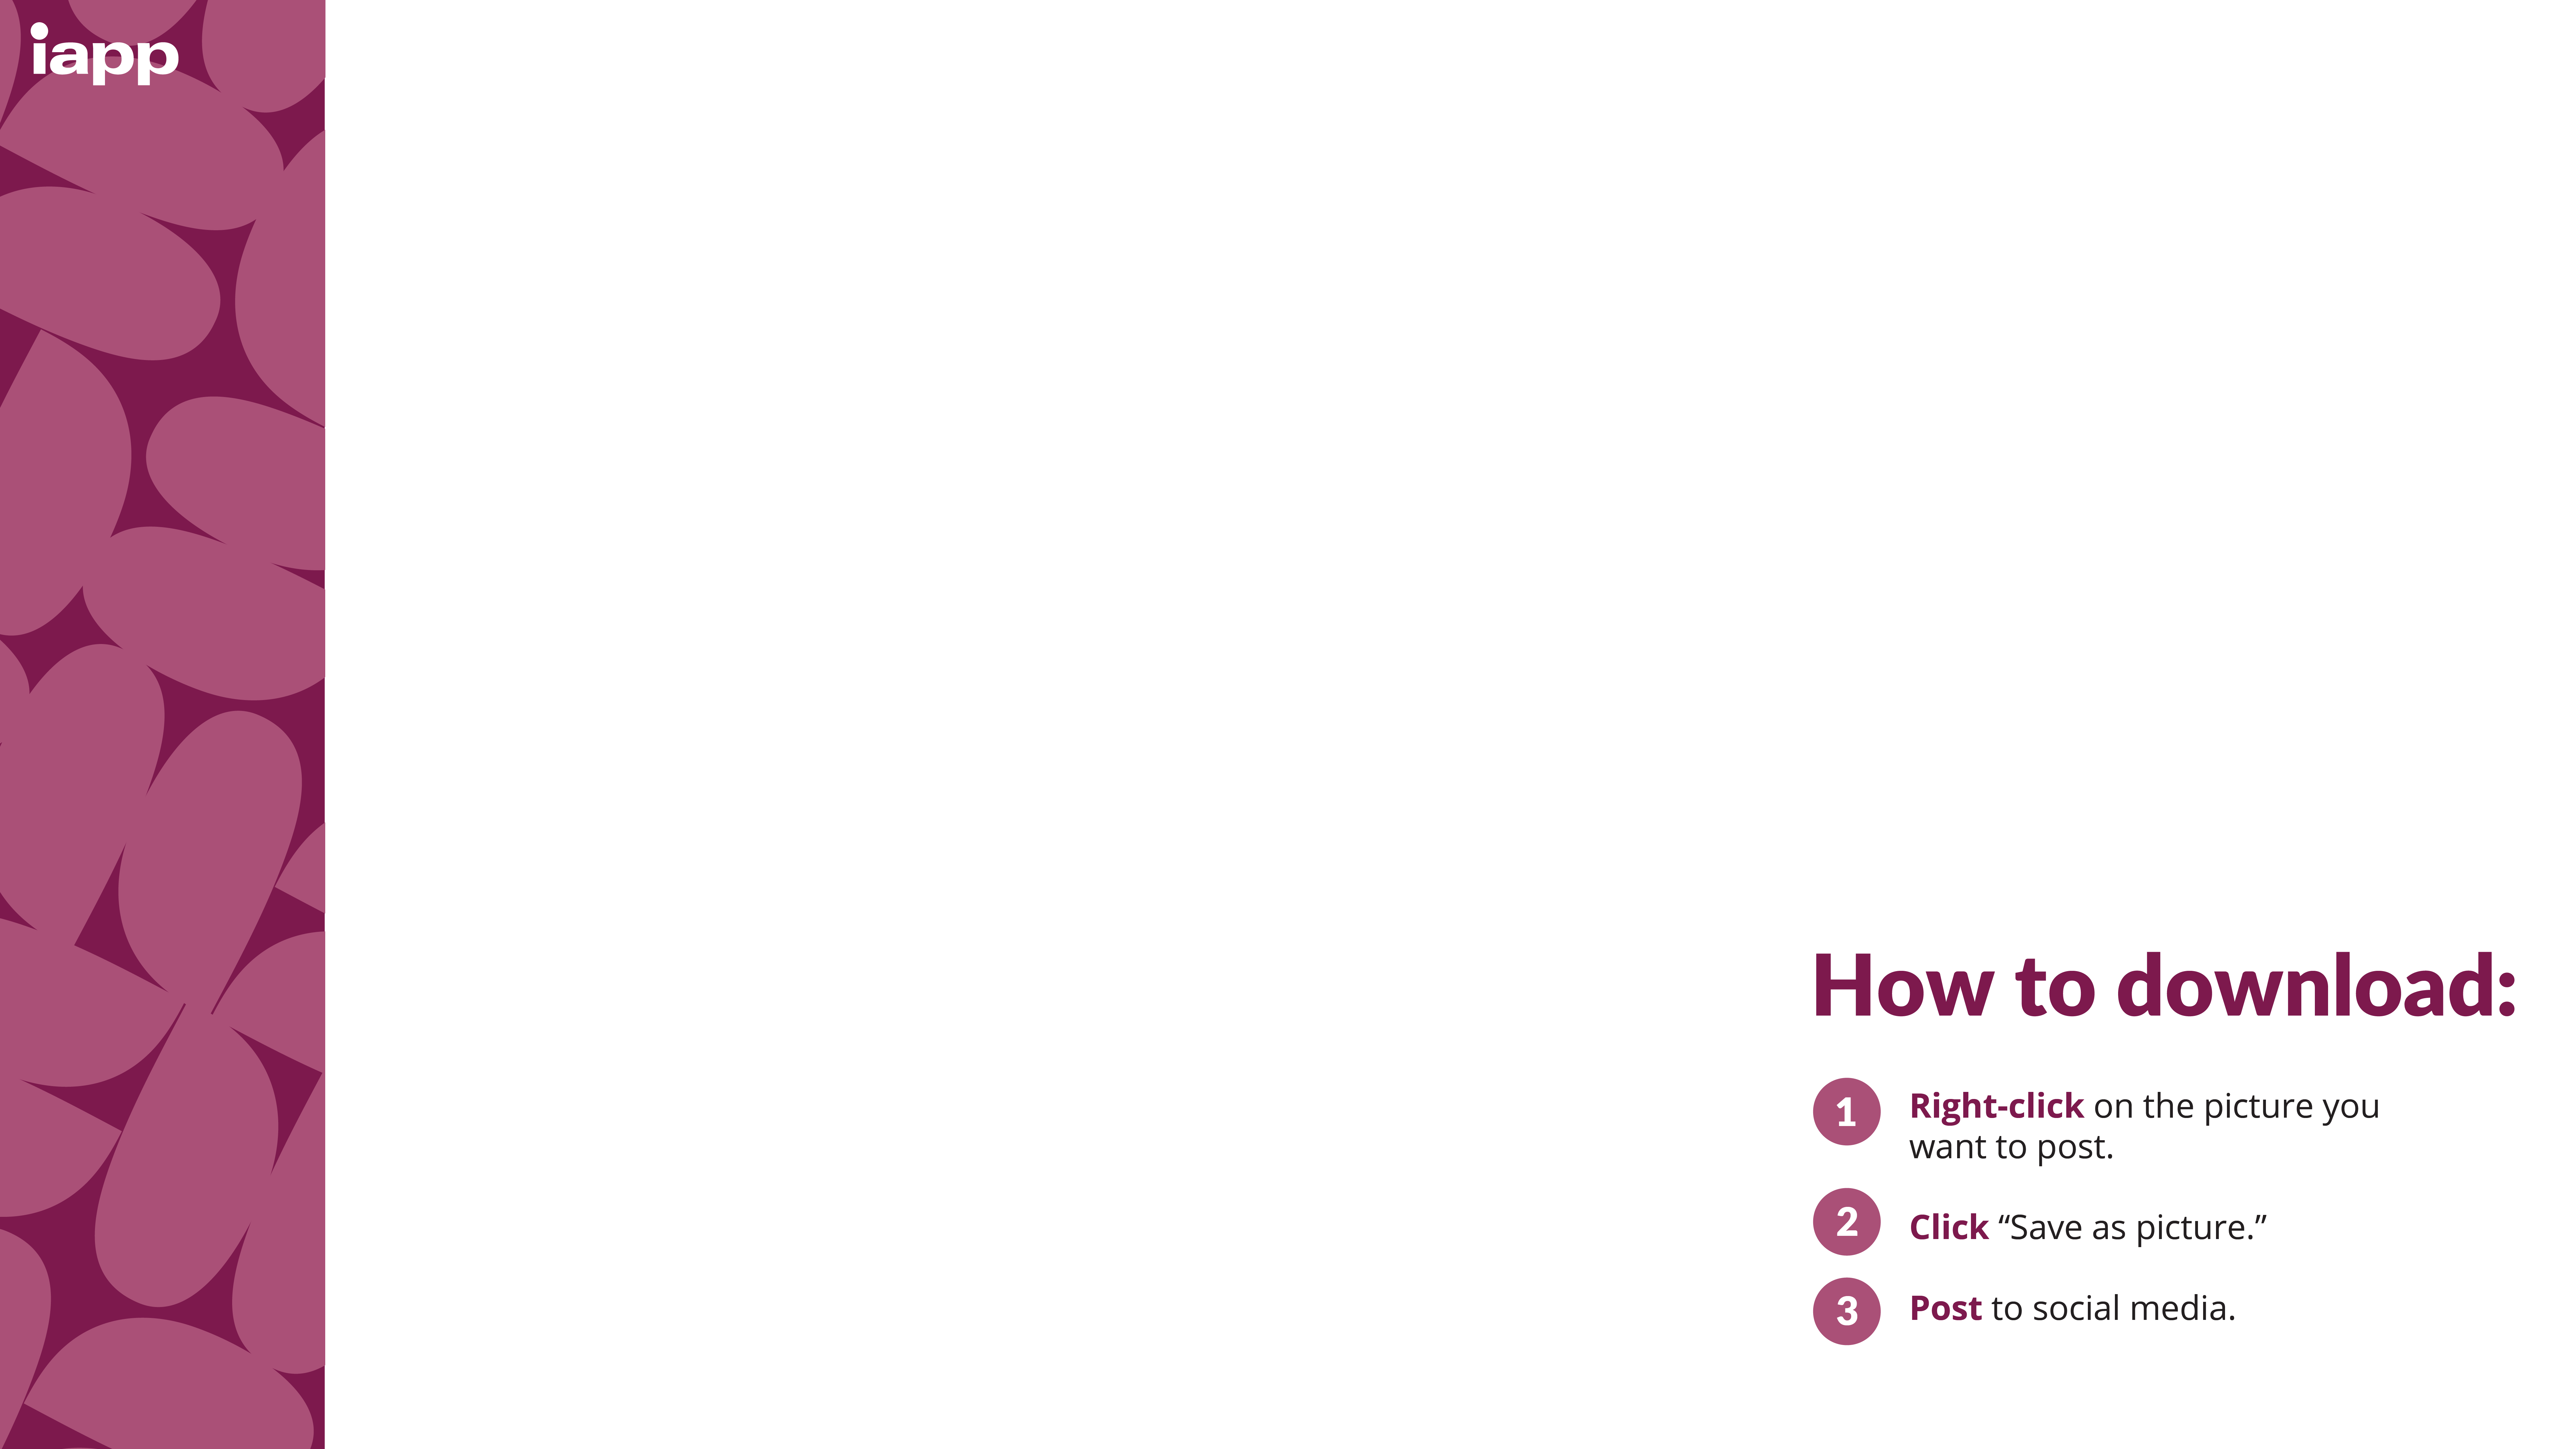 iapp
How to download:
1 Right-click on the picture you
want to post.
2 Click “Save as picture.”
3 Post to social media.